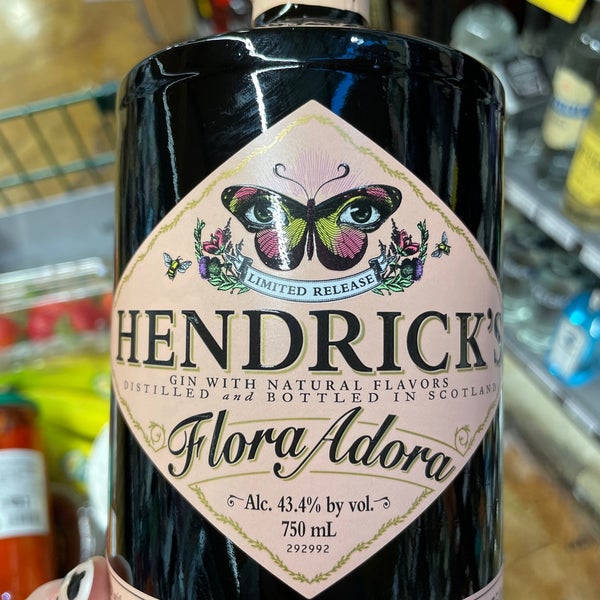 LIMITED RELEASE
HENDRICK'S
GIN WITH NATURAL FLAVORS
DISTILLED and BOTTLED IN SCOTLAND
Flora Adora
Alc. 43.4% by vol.
750 mL
292992